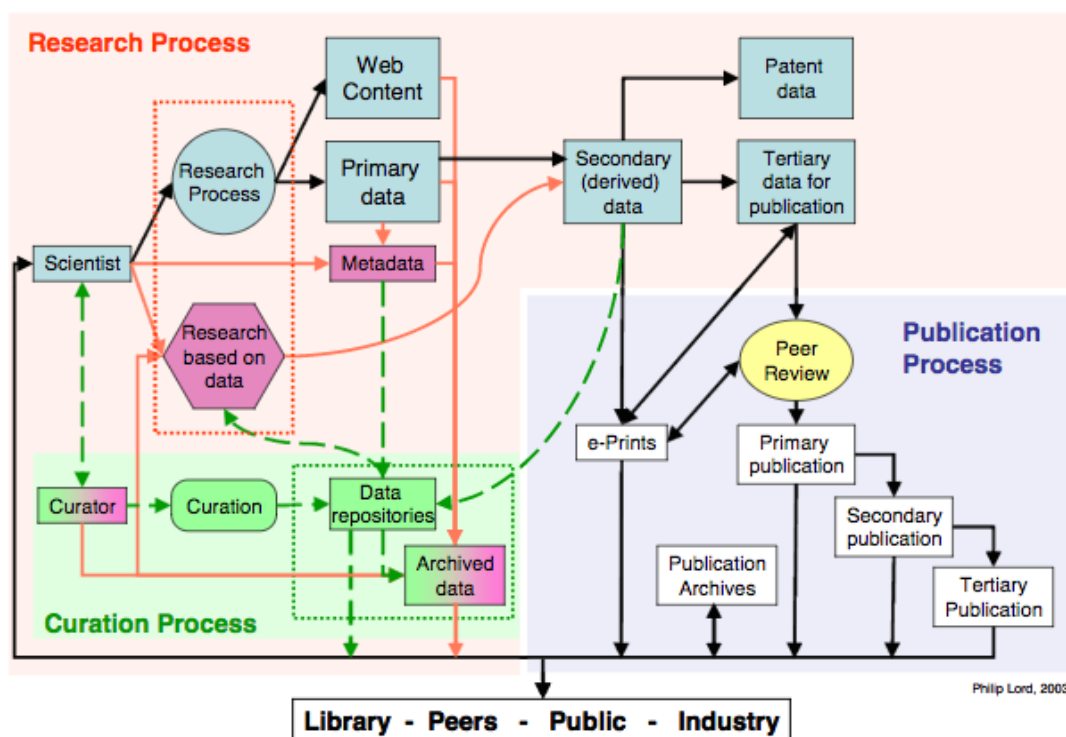 Research Process
Web
Content
Patent
data
Research
Process
Primary
data
Secondary
(derived)
data
Tertiary
data for
publication
Scientist
Metadata
Research
based on
data
Publication
Process
Peer
Review
e-Prints
Primary
publication
Curator
Curation
Data
repositories
Secondary
publication
Archived
data
Publication
Archives
Tertiary
Publication
Curation Process
Philip Lord, 2003
Library - Peers - Public - Industry